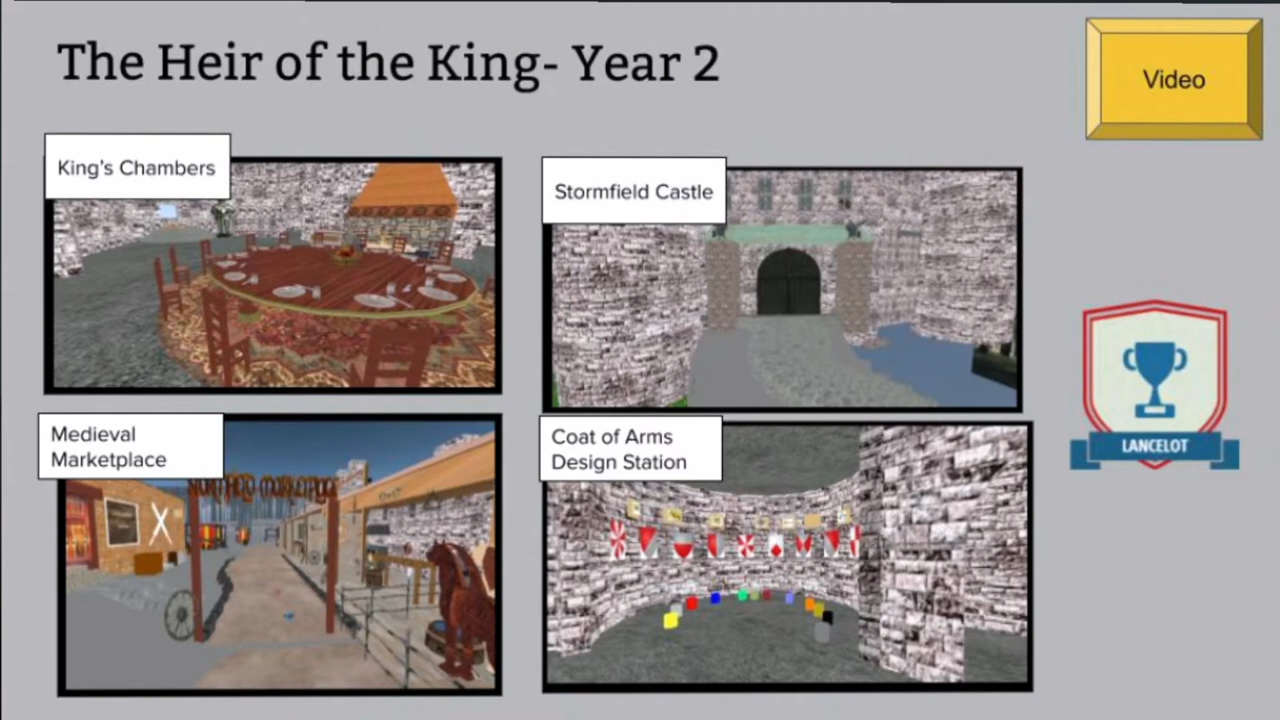 The Heir of the King- Year 2
Video
King's Chambers
Stormfield Castle
Medieval
Marketplace
Coat of Arms
Design Station
LANCELOT